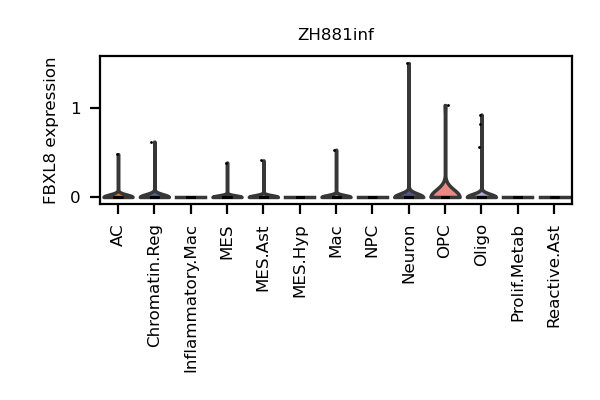 ZH881inf
FBXL8 expression
1
0
AC
Chromatin.Reg
Inflammatory.Mac
MES
MES.Ast
MES.Hyp
Mac
NPC
Neuron
OPC
Oligo
Prolif.Metab
Reactive.Ast